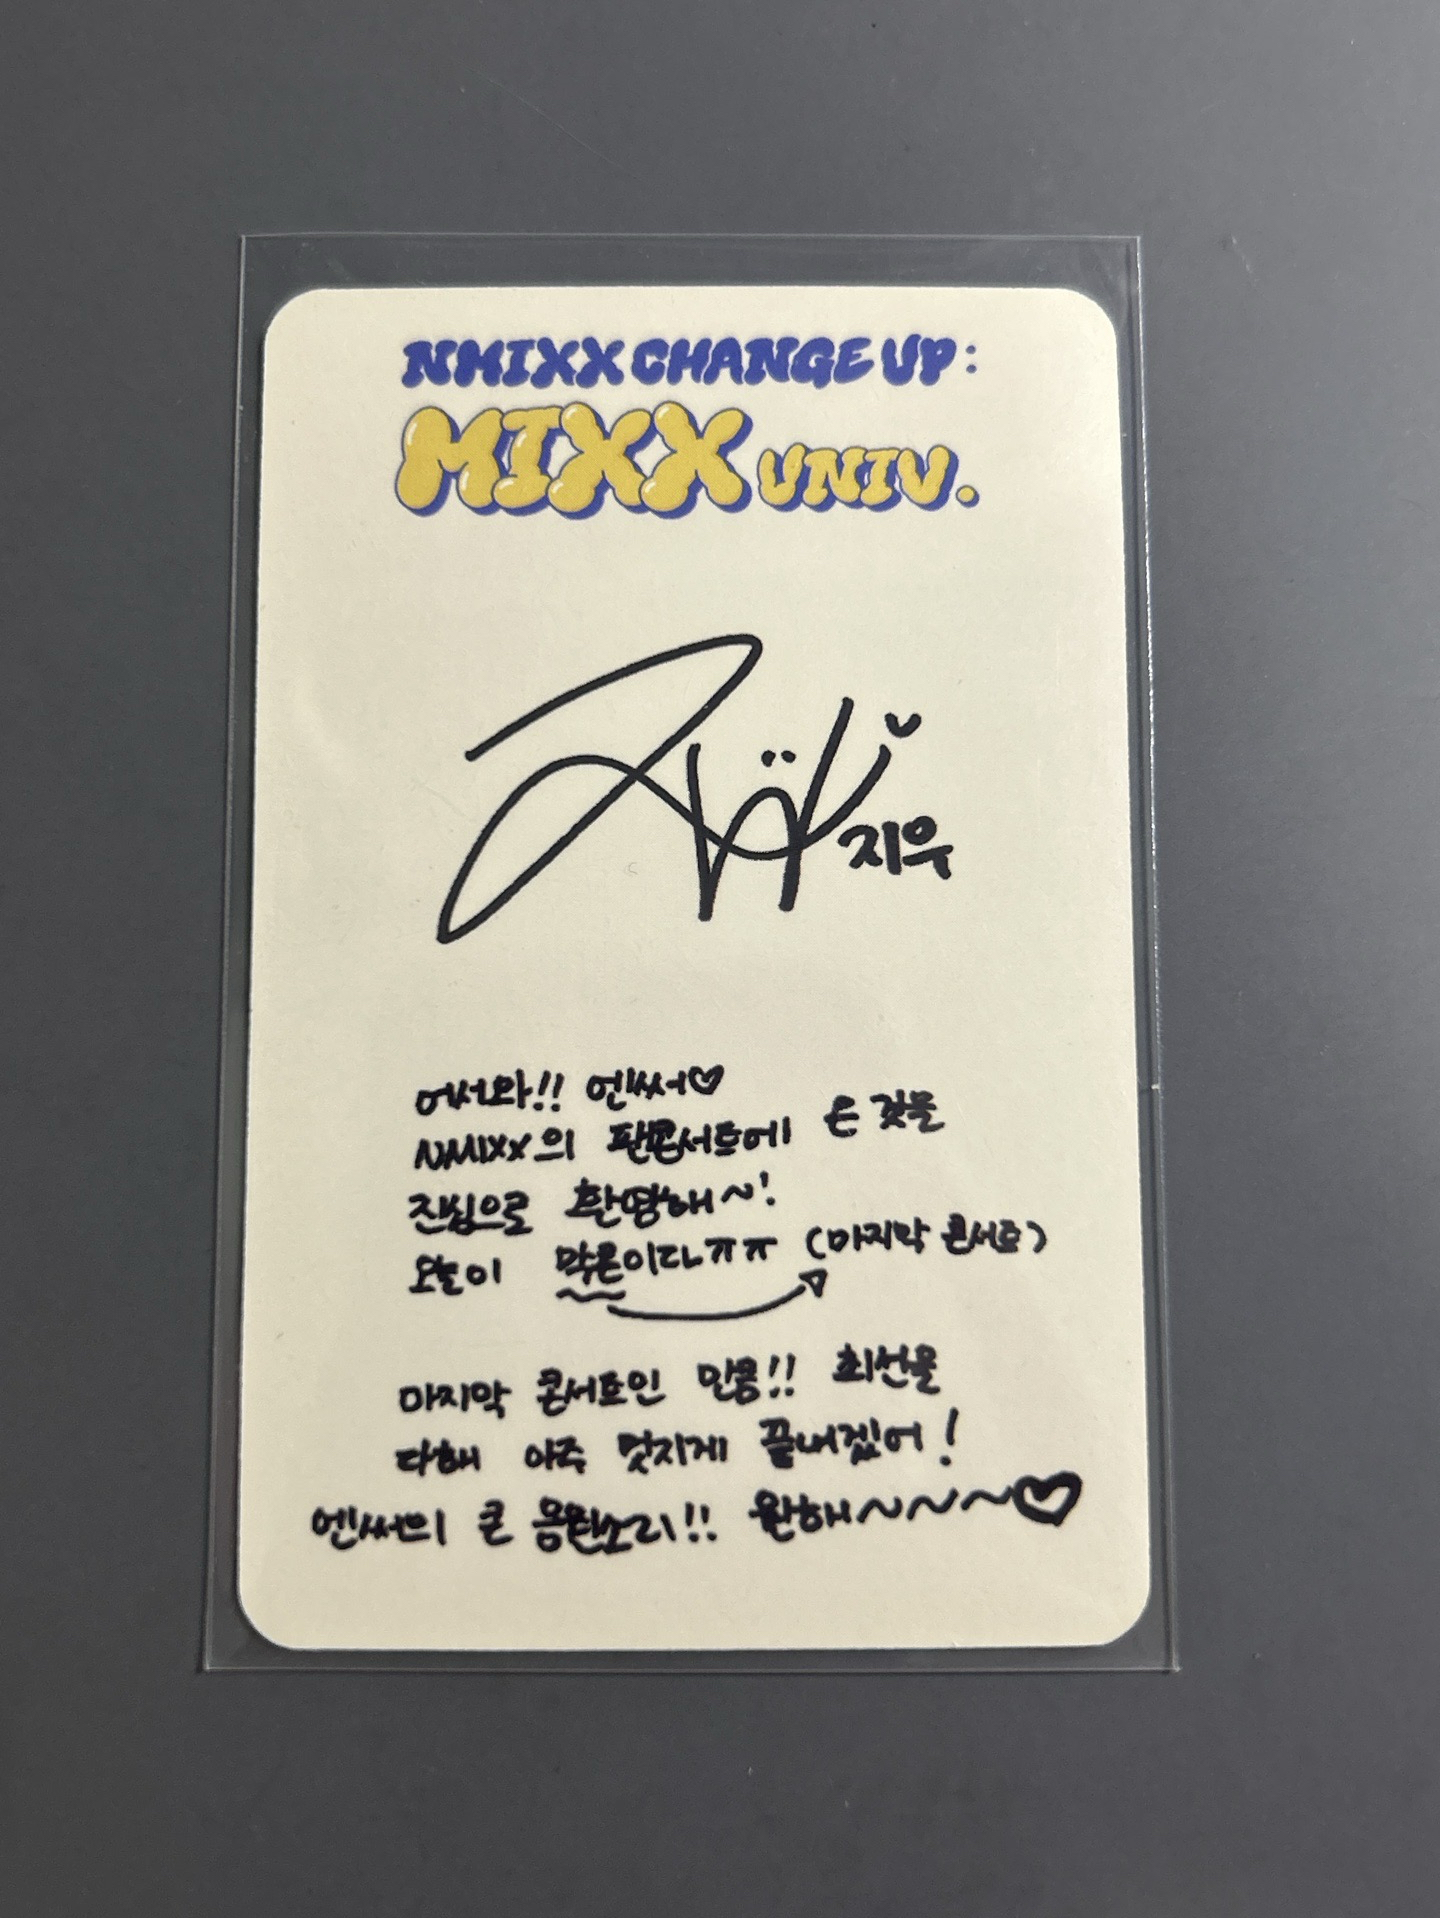 NMIXX CHANGE UP:
MIXX UNIV.
지우
어서와!! 엔써♡
NMIXX의 팬콘서트에 온 것을
진심으로 환영해~!
오늘이 막콘이다ㅠㅠ (마지막 콘서트)
마지막 콘서트인 만큼!! 최선을
다해 아주 멋지게 끝내겠어!
엔써의 큰 응원소리!! 원해~~~♡